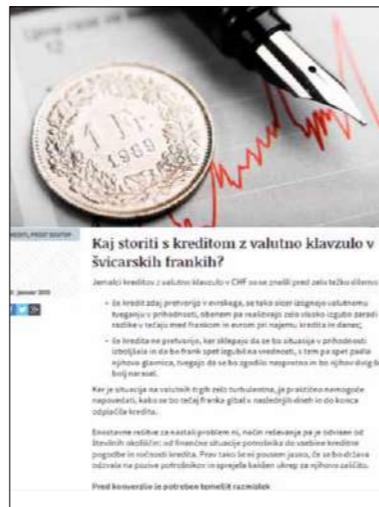 1 Fr.
1989
KREDITI, PROST DOSTOP
januar 2015
Kaj storiti s kreditom z valutno klavzulo v
švicarskih frankih?
Jemalci kreditov z valutno klavzulo v CHF so se znašli pred zelo težko dilemo:
če kredit zdaj pretvorijo v evrskega, se tako sicer izognejo valutnemu
tveganju v prihodnosti, obenem pa realizirajo zelo visoko izgubo zaradi
razlike v tečaju med frankom in evrom pri najemu kredita in danes;
če kredita ne pretvorijo, ker sklepajo da se bo situacija v prihodnosti
izboljšala in da bo frank spet izgubil na vrednosti, s tem pa spet padla
njihova glavnica, tvegajo da se bo zgodilo nasprotno in bo njihov dolg še
bolj narasel.
Ker je situacija na valutnih trgih zelo turbulentna, je praktično nemogoče
napovedati, kako se bo tečaj franka gibal v naslednjih dneh in do konca
odplačila kredita.
Enostavne rešitve za nastali problem ni, način reševanja pa je odvisen od
številnih okoliščin: od finančne situacije potrošnika do vsebine kreditne
pogodbe in ročnosti kredita. Prav tako še ni povsem jasno, če se bo država
odzvala na pozive potrošnikov in sprejela kakšen ukrep za njihovo zaščito.
Pred konverzijo je potreben temeljit razmislek